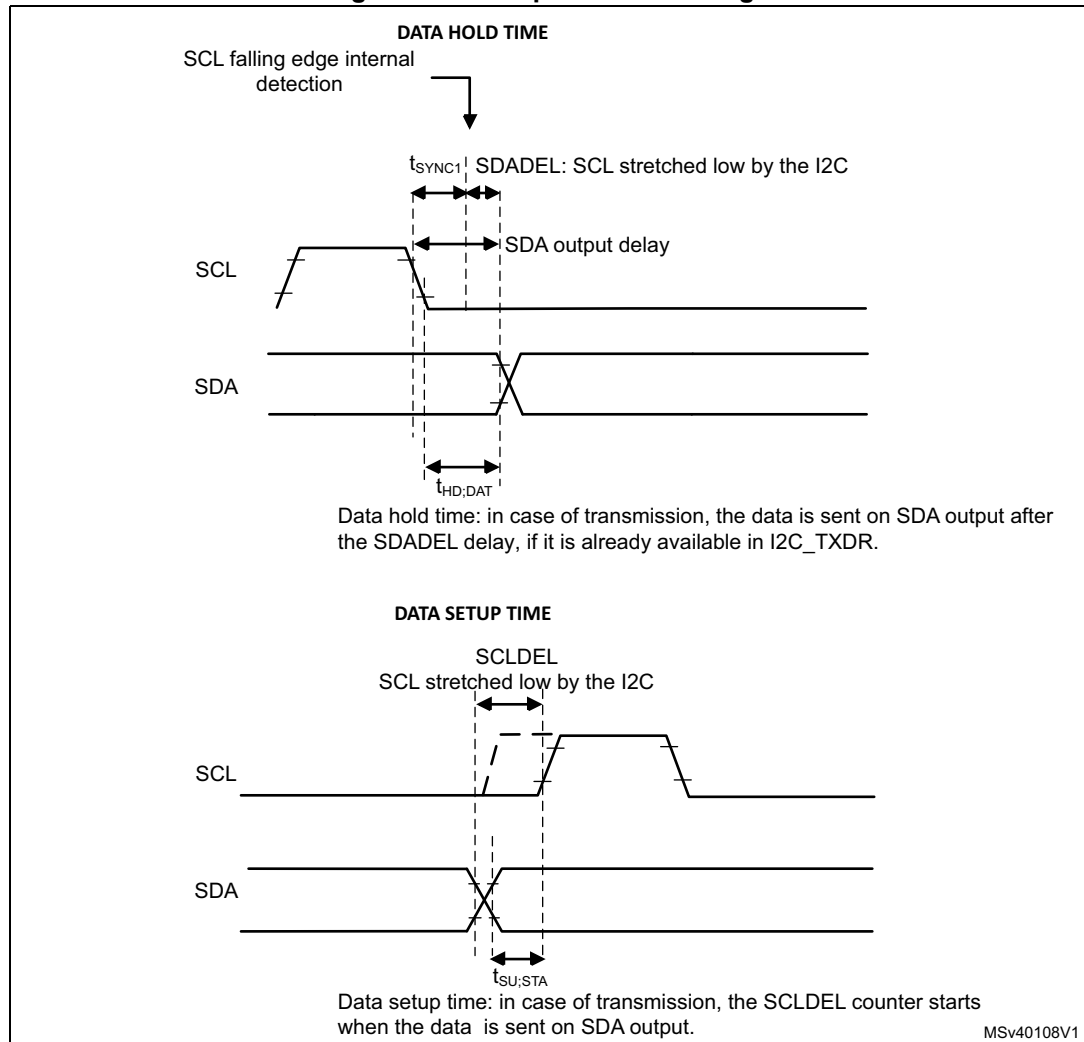 DATA HOLD TIME
SCL falling edge internal
detection
tSYNC1
SDADEL: SCL stretched low by the I2C
SDA output delay
SCL
SDA
tHD;DAT
Data hold time: in case of transmission, the data is sent on SDA output after
the SDADEL delay, if it is already available in I2C_TXDR.
DATA SETUP TIME
SCLDEL
SCL stretched low by the I2C
SCL
SDA
tSU;STA
Data setup time: in case of transmission, the SCLDEL counter starts
when the data is sent on SDA output.
MSv40108V1